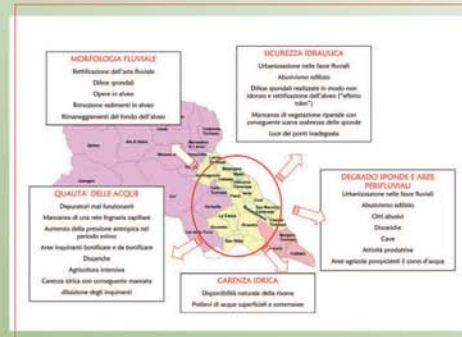 MORFOLOGIA FLUVIALE
Rettificazione dell'asta fluviale
Difese spondali
Opere in alveo
Rimozione sedimenti in alveo
Rimaneggiamenti del fondo dell'alveo
SICUREZZA IDRAULICA
Urbanizzazione nelle fasce fluviali
Abusivismo edilizio
Difese spondali realizzate in modo non
idoneo e rettificazione dell'alveo ("effetto
tubo")
Mancanza di vegetazione ripariale con
conseguente scarsa scabrezza delle sponde
Luce dei ponti inadeguata
QUALITA' DELLE ACQUE
Depuratori mal funzionanti
Mancanza di una rete fognaria capillare
Aumento della pressione antropica nel
periodo estivo
Aree inquinanti bonificare e da bonificare
Discariche
Agricoltura intensiva
Carenza idrica con conseguente mancata
diluizione degli inquinanti
DEGRADO SPONDE E AREE
PERIFLUVIALI
Urbanizzazione nelle fasce fluviali
Abusivismo edilizio
Orti abusivi
Discariche
Cave
Attività produttiva
Aree agricole prospicienti il corso d'acqua
CARENZA IDRICA
Disponibilità naturale della risorsa
Prelievi di acque superficiali e sotterranee